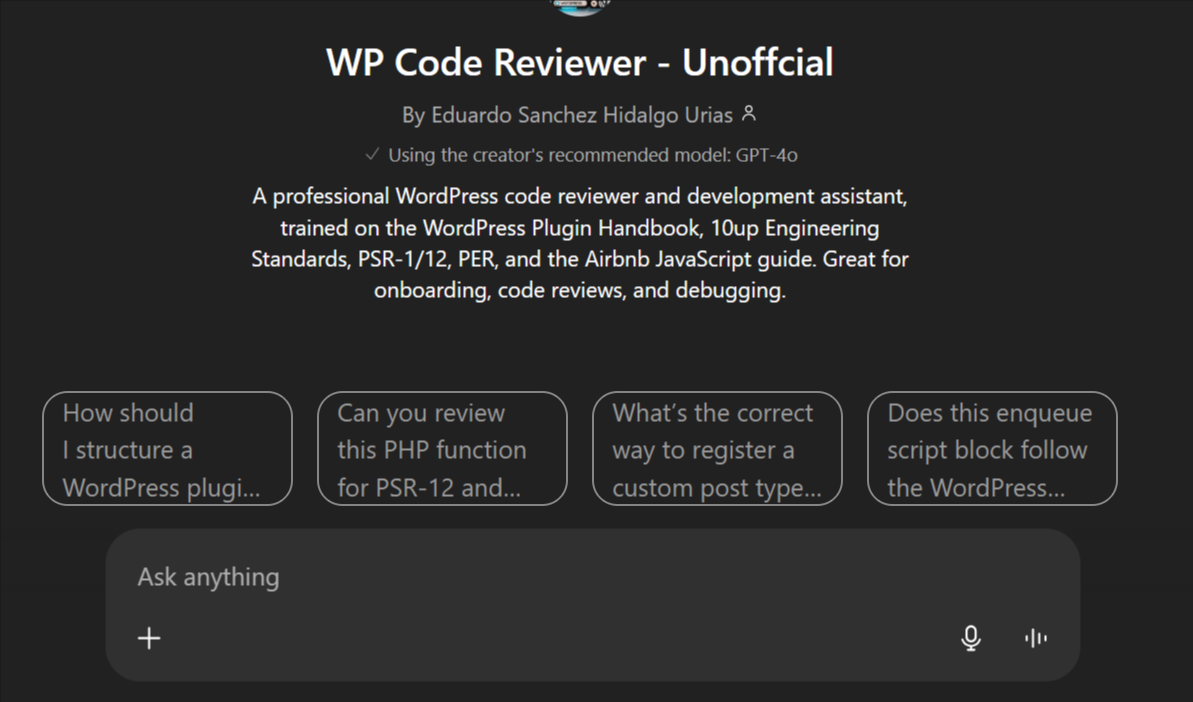 WP Code Reviewer - Unoffcial
By Eduardo Sanchez Hidalgo Urias
Using the creator's recommended model: GPT-4o
A professional WordPress code reviewer and development assistant,
trained on the WordPress Plugin Handbook, 10up Engineering
Standards, PSR-1/12, PER, and the Airbnb JavaScript guide. Great for
onboarding, code reviews, and debugging.
How should
I structure a
WordPress plugi...
Can you review
this PHP function
for PSR-12 and...
What's the correct
way to register a
custom post type...
Does this enqueue
script block follow
the WordPress...
Ask anything